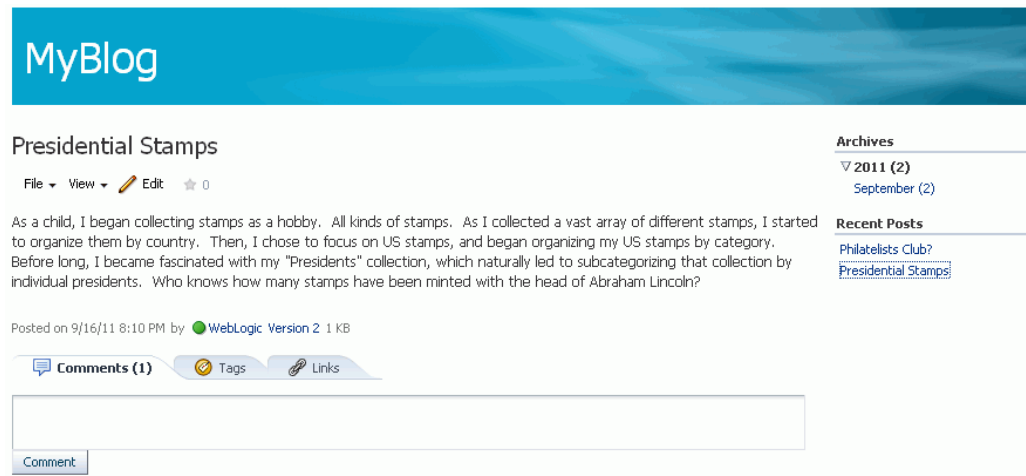 MyBlog
Presidential Stamps
File View Edit 0
As a child, I began collecting stamps as a hobby. All kinds of stamps. As I collected a vast array of different stamps, I started
to organize them by country. Then, I chose to focus on US stamps, and began organizing my US stamps by category.
Before long, I became fascinated with my "Presidents" collection, which naturally led to subcategorizing that collection by
individual presidents. Who knows how many stamps have been minted with the head of Abraham Lincoln?
Posted on 9/16/11 8:10 PM by WebLogic Version 2 1 KB
Comments (1) Tags Links
Comment
Archives
2011 (2)
September (2)
Recent Posts
Philatelists Club?
Presidential Stamps